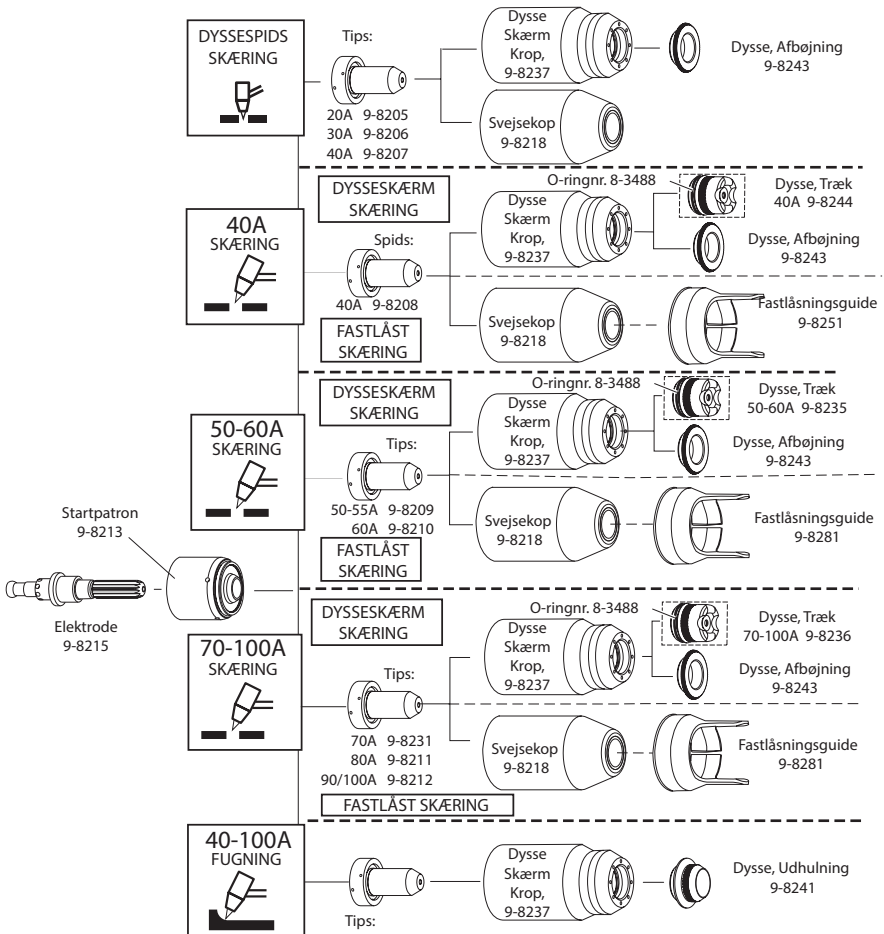 DYSSESPIDS
SKÆRING
Tips:
20A 9-8205
30A 9-8206
40A 9-8207
Dysse
Skærm
Krop,
9-8237
Dysse, Afbøjning
9-8243
Svejsekop
9-8218
DYSSESKÆRM
SKÆRING
40A
SKÆRING
Spids:
40A 9-8208
FASTLÅST
SKÆRING
Dysse
Skærm
Krop,
9-8237
O-ringnr. 8-3488
Dysse, Træk
40A 9-8244
Dysse, Afbøjning
9-8243
Svejsekop
9-8218
Fastlåsningsguide
9-8251
DYSSESKÆRM
SKÆRING
50-60A
SKÆRING
Tips:
50-55A 9-8209
60A 9-8210
FASTLÅST
SKÆRING
Dysse
Skærm
Krop,
9-8237
O-ringnr. 8-3488
Dysse, Træk
50-60A 9-8235
Dysse, Afbøjning
9-8243
Svejsekop
9-8218
Fastlåsningsguide
9-8281
Startpatron
9-8213
Elektrode
9-8215
DYSSESKÆRM
SKÆRING
70-100A
SKÆRING
Tips:
70A 9-8231
80A 9-8211
90/100A 9-8212
FASTLÅST SKÆRING
Dysse
Skærm
Krop,
9-8237
O-ringnr. 8-3488
Dysse, Træk
70-100A 9-8236
Dysse, Afbøjning
9-8243
Svejsekop
9-8218
Fastlåsningsguide
9-8281
40-100A
FUGNING
Tips:
Dysse
Skærm
Krop,
9-8237
Dysse, Udhulning
9-8241